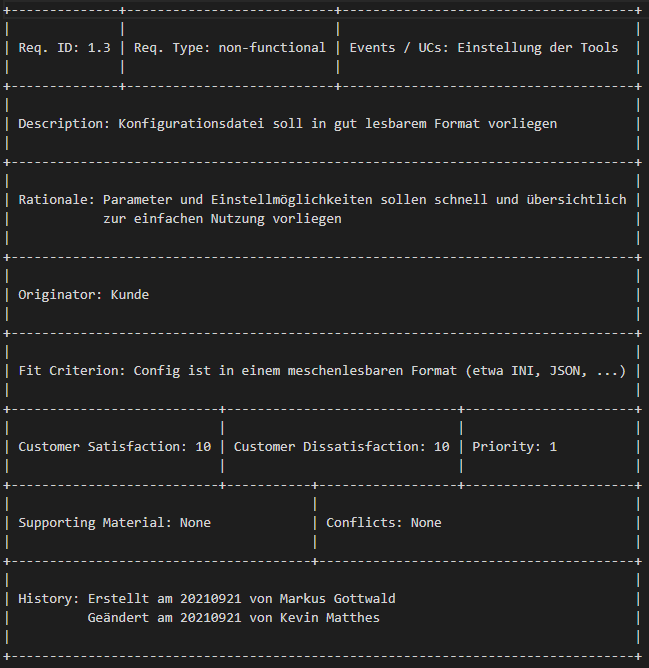 Req. ID: 1.3 | Req. Type: non-functional | Events / UCs: Einstellung der Tools
Description: Konfigurationsdatei soll in gut lesbarem Format vorliegen
Rationale: Parameter und Einstellmöglichkeiten sollen schnell und übersichtlich
zur einfachen Nutzung vorliegen
Originator: Kunde
Fit Criterion: Config ist in einem meschenlesbaren Format (etwa INI, JSON, ...)
Customer Satisfaction: 10 | Customer Dissatisfaction: 10 | Priority: 1
Supporting Material: None | Conflicts: None
History: Erstellt am 20210921 von Markus Gottwald
Geändert am 20210921 von Kevin Matthes